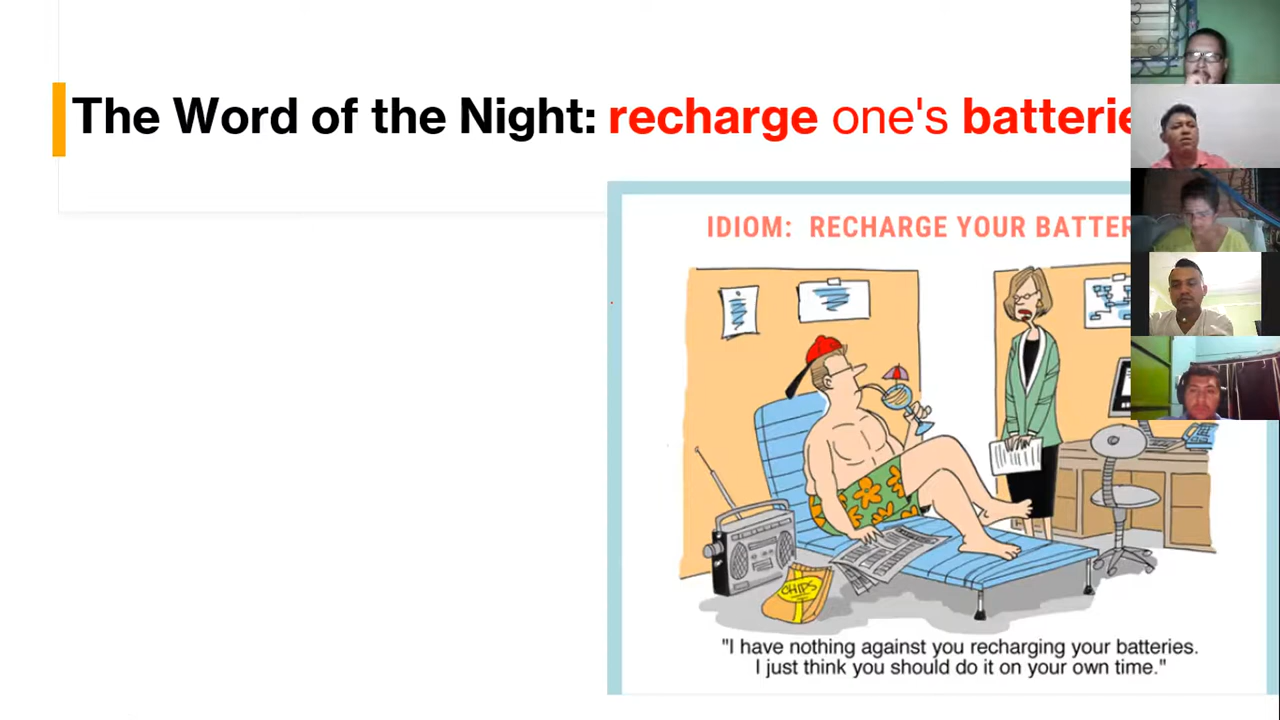 The Word of the Night: recharge one's batterie
IDIOM: RECHARGE YOUR BATTER
CHIPS
"I have nothing against you recharging your batteries.
I just think you should do it on your own time."